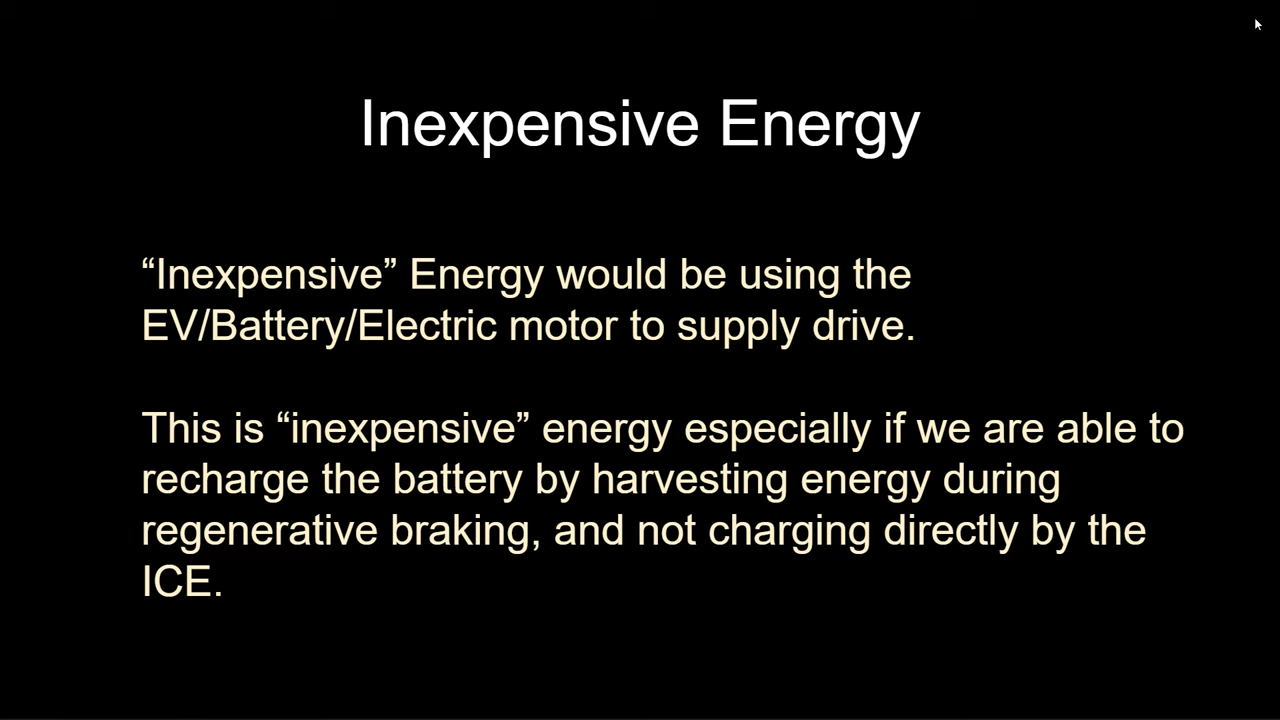 Inexpensive Energy
“Inexpensive” Energy would be using the
EV/Battery/Electric motor to supply drive.
This is “inexpensive” energy especially if we are able to
recharge the battery by harvesting energy during
regenerative braking, and not charging directly by the
ICE.